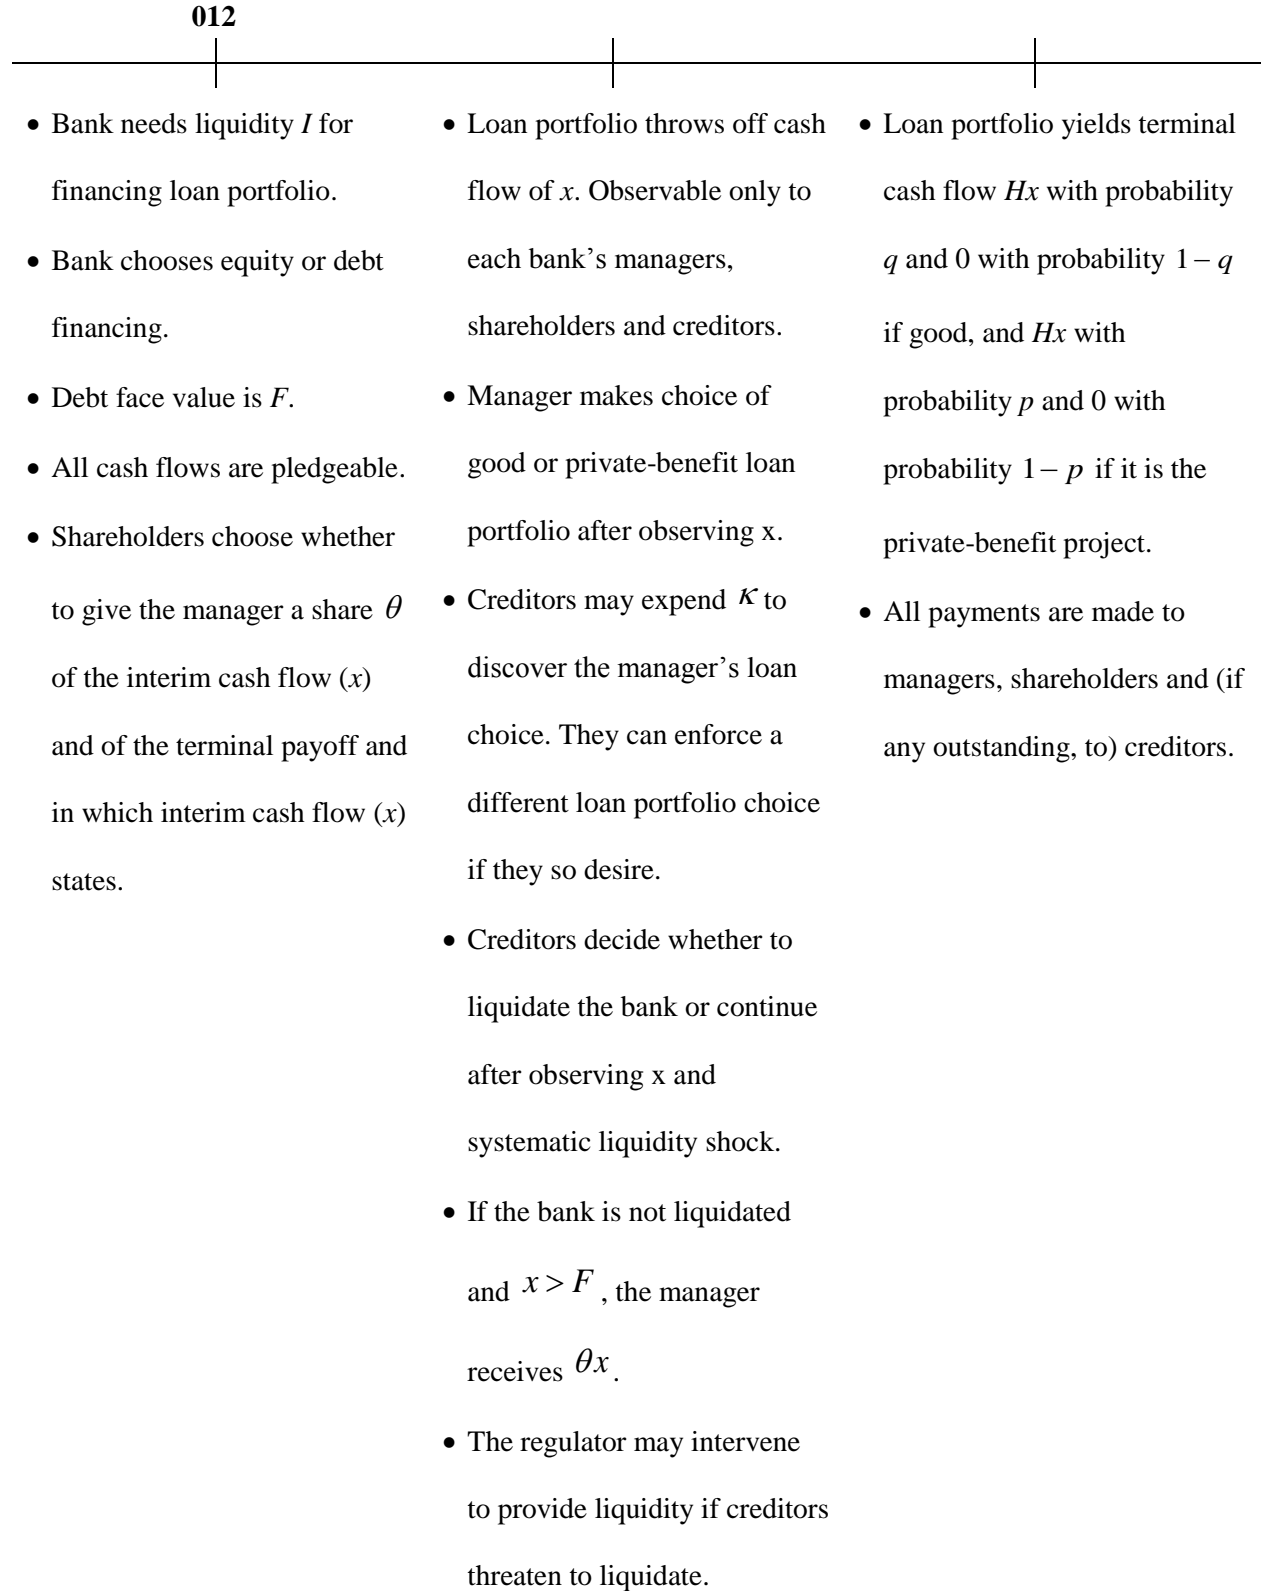 012
• Bank needs liquidity I for
financing loan portfolio.
• Bank chooses equity or debt
financing.
• Debt face value is F.
• All cash flows are pledgeable.
• Shareholders choose whether
to give the manager a share θ
of the interim cash flow (x)
and of the terminal payoff and
in which interim cash flow (x)
states.
• Loan portfolio throws off cash
flow of x. Observable only to
each bank's managers,
shareholders and creditors.
• Manager makes choice of
good or private-benefit loan
portfolio after observing x.
• Creditors may expend κ to
discover the manager's loan
choice. They can enforce a
different loan portfolio choice
if they so desire.
• Creditors decide whether to
liquidate the bank or continue
after observing x and
systematic liquidity shock.
• If the bank is not liquidated
and x > F, the manager
receives θx.
• The regulator may intervene
to provide liquidity if creditors
threaten to liquidate.
• Loan portfolio yields terminal
cash flow Hx with probability
q and 0 with probability 1 − q
if good, and Hx with
probability p and 0 with
probability 1 − p if it is the
private-benefit project.
• All payments are made to
managers, shareholders and (if
any outstanding, to) creditors.